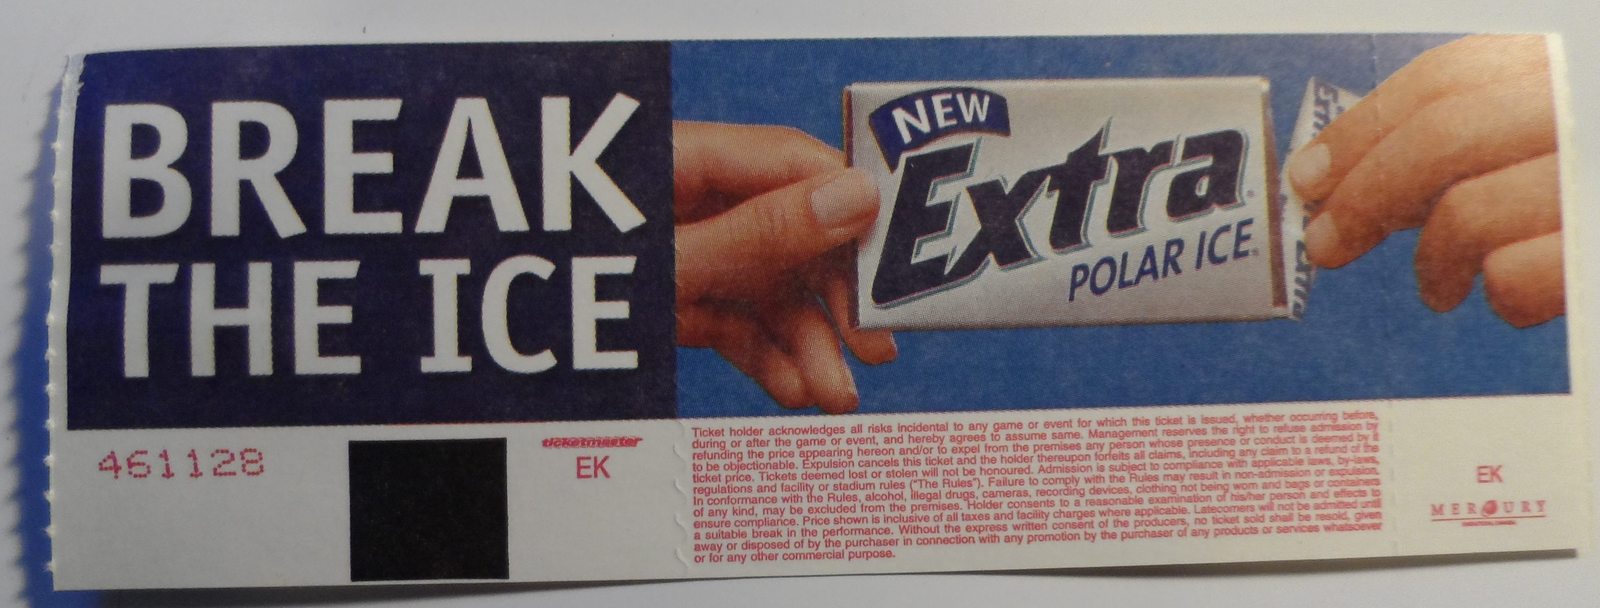 BREAK
THE ICE
NEW
Extra
POLAR ICE
461128
ticketmaster
EK
Ticket holder acknowledges all risks incidental to any game or event for which this ticket is issued, whether occurring before,
during or after the game or event, and hereby agrees to assume same. Management reserves the right to refuse admission by
refunding the price appearing hereon and/or to expel from the premises any person whose presence or conduct is deemed by it
to be objectionable. Expulsion cancels this ticket and the holder thereupon forfeits all claims, including any claim to a refund of the
ticket price. Tickets deemed lost or stolen will not be honoured. Admission is subject to compliance with applicable laws, by-laws,
regulations and facility or stadium rules ("The Rules"). Failure to comply with the Rules may result in non-admission or expulsion.
In conformance with the Rules, alcohol, illegal drugs, cameras, recording devices, clothing not being worn and bags or containers
of any kind, may be excluded from the premises. Holder consents to a reasonable examination of his/her person and effects to
ensure compliance. Price shown is inclusive of all taxes and facility charges where applicable. Latecomers will not be admitted until
a suitable break in the performance. Without the express written consent of the producers, no ticket sold shall be resold, given
away or disposed of by the purchaser in connection with any promotion by the purchaser of any products or services whatsoever
or for any other commercial purpose.
EK
MERCURY